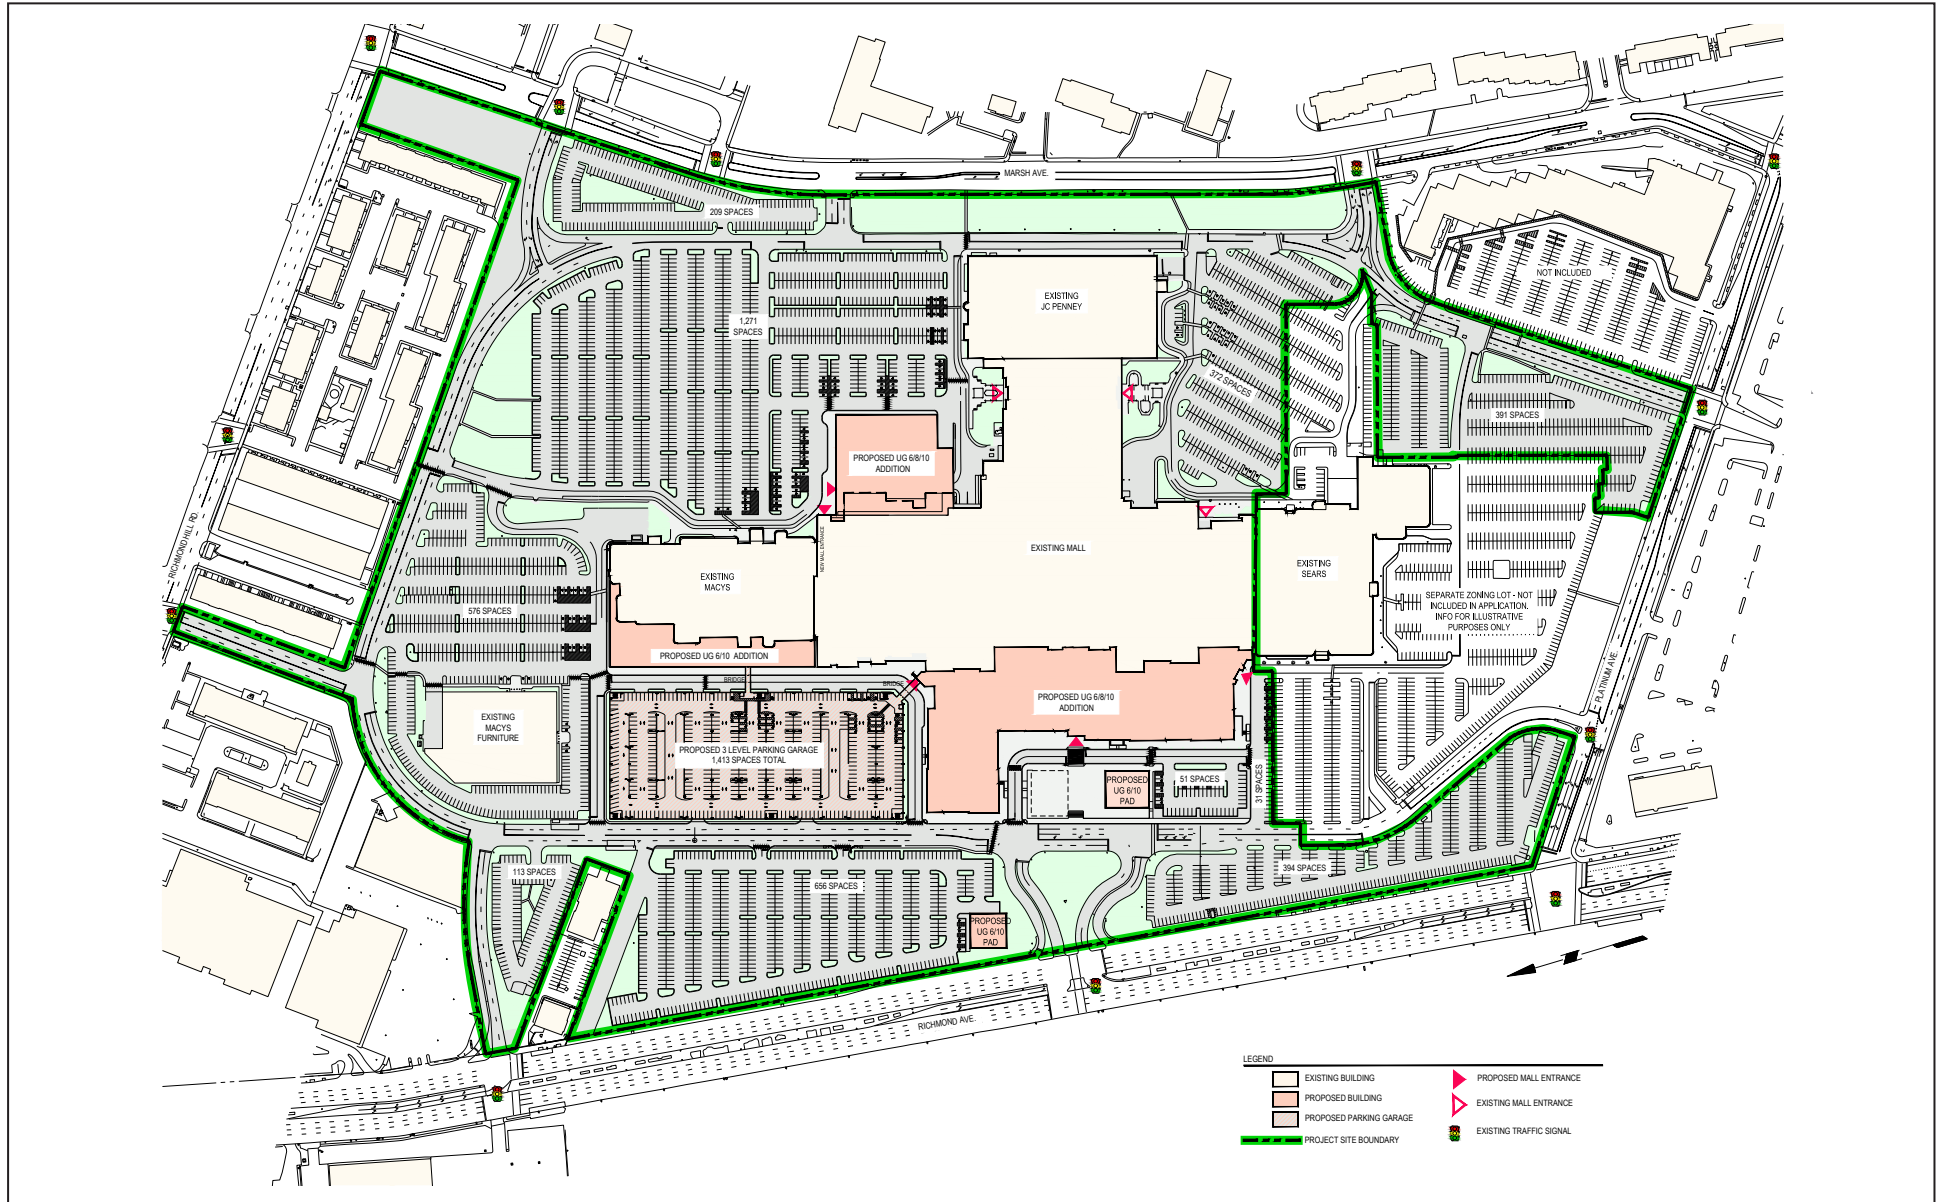 MARSH AVE.
209 SPACES
NOT INCLUDED
EXISTING
JC PENNEY
1,271
SPACES
372 SPACES
391 SPACES
PROPOSED UG 6/8/10
ADDITION
RICHMOND HILL RD.
NEW MALL ENTRANCE
EXISTING MALL
EXISTING
SEARS
EXISTING
MACYS
576 SPACES
SEPARATE ZONING LOT - NOT
INCLUDED IN APPLICATION.
INFO FOR ILLUSTRATIVE
PURPOSES ONLY
PROPOSED UG 6/10 ADDITION
BRIDGE
BRIDGE
PLATINUM AVE.
PROPOSED UG 6/8/10
ADDITION
EXISTING
MACYS
FURNITURE
PROPOSED 3 LEVEL PARKING GARAGE
1,413 SPACES TOTAL
PROPOSED
UG 6/10
PAD
51 SPACES
31 SPACES
113 SPACES
656 SPACES
394 SPACES
PROPOSED
UG 6/10
PAD
RICHMOND AVE.
LEGEND
EXISTING BUILDING
PROPOSED BUILDING
PROPOSED PARKING GARAGE
PROJECT SITE BOUNDARY
PROPOSED MALL ENTRANCE
EXISTING MALL ENTRANCE
EXISTING TRAFFIC SIGNAL